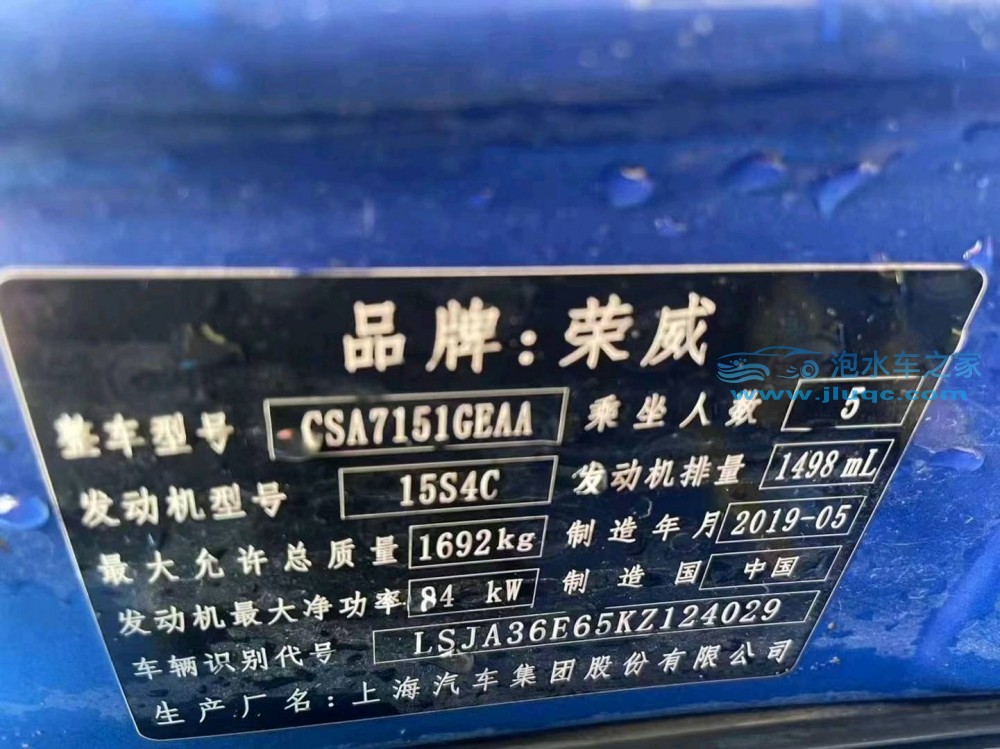 品牌:荣威
泡水车之家
www.jluqc.com
整车型号 CSA7151GEAA 乘坐人数 5
发动机型号 15S4C 发动机排量 1498mL
最大允许总质量 1692kg 制造年月 2019-05
发动机最大净功率 84 kW 制造国 中国
车辆识别代号 LSJA36E65KZ124029
生产厂名:上海汽车集团股份有限公司